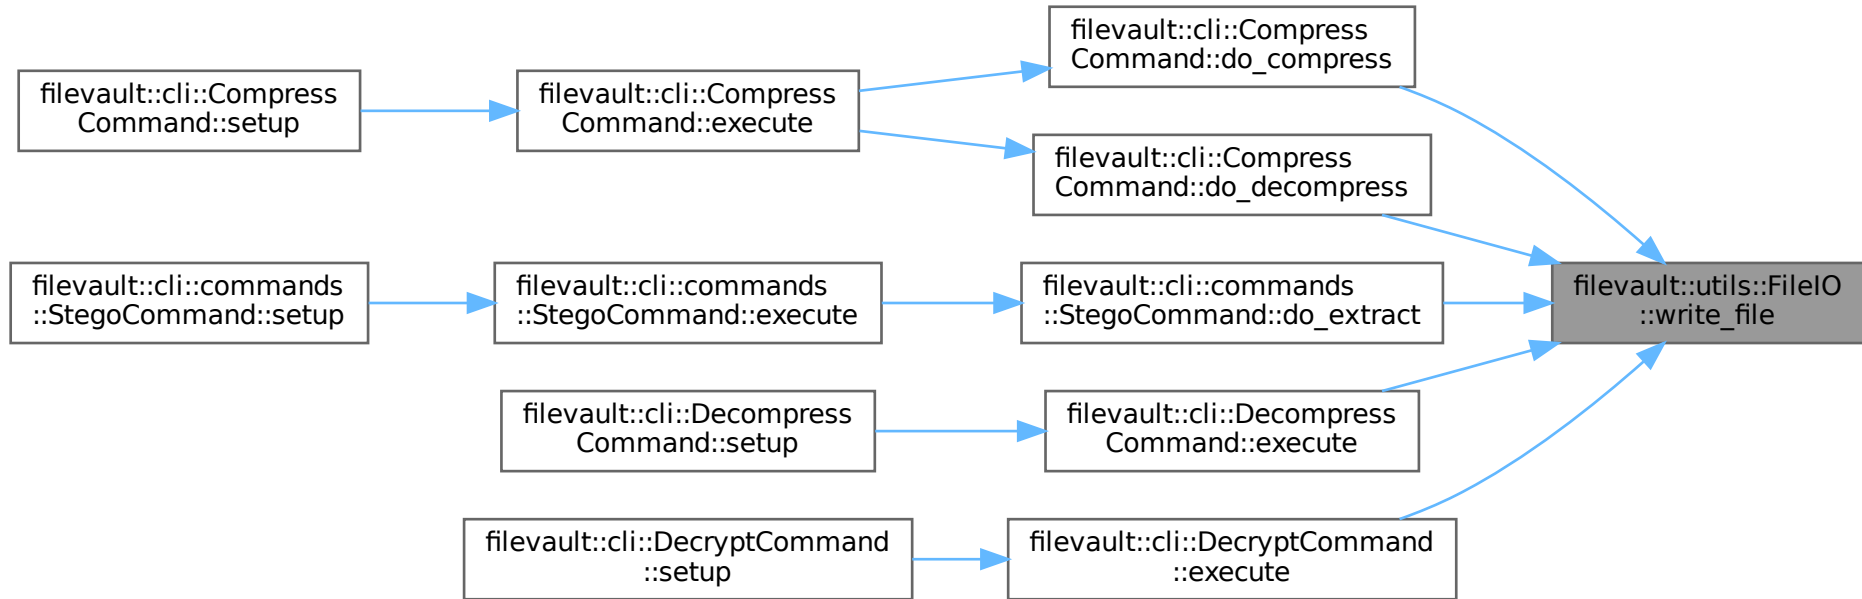 filevault::cli::Compress
Command::setup
filevault::cli::Compress
Command::execute
filevault::cli::Compress
Command::do_compress
filevault::cli::Compress
Command::do_decompress
filevault::cli::commands
::StegoCommand::setup
filevault::cli::commands
::StegoCommand::execute
filevault::cli::commands
::StegoCommand::do_extract
filevault::utils::FileIO
::write_file
filevault::cli::Decompress
Command::setup
filevault::cli::Decompress
Command::execute
filevault::cli::DecryptCommand
::setup
filevault::cli::DecryptCommand
::execute